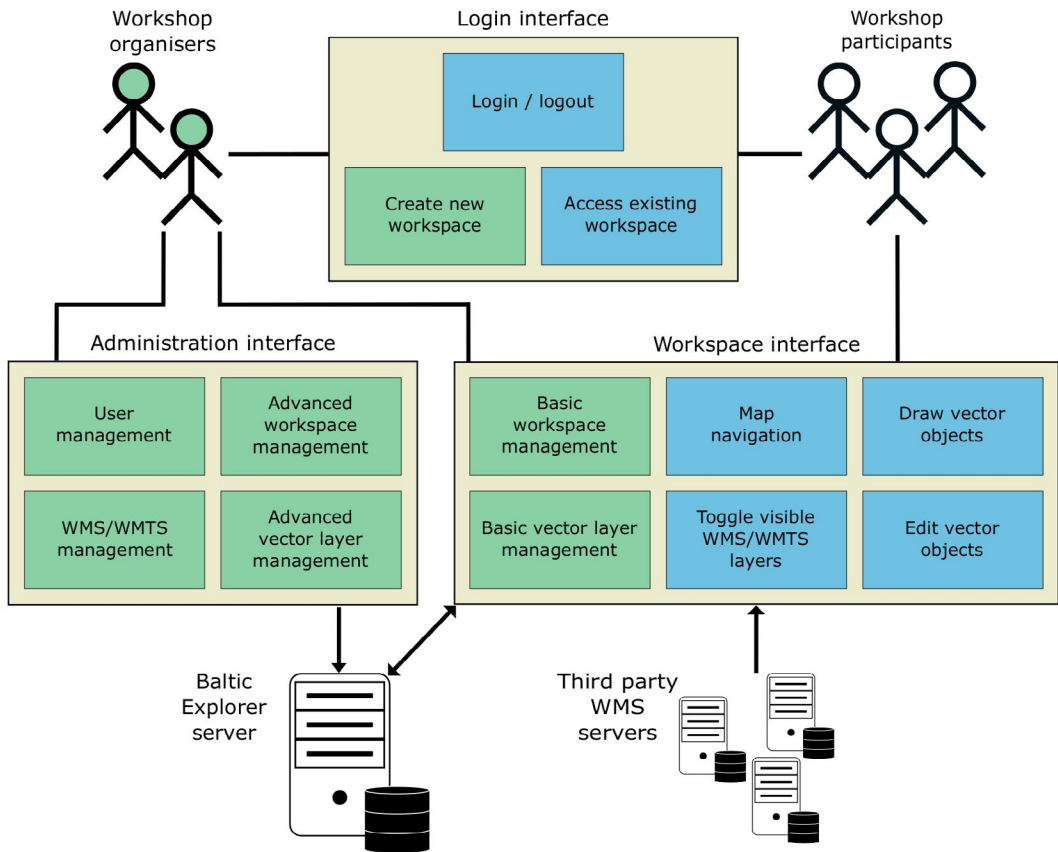 Workshop
organisers
Login interface
Workshop
participants
Login / logout
Create new
workspace
Access existing
workspace
Administration interface
User
management
Advanced
workspace
management
WMS/WMTS
management
Advanced
vector layer
management
Workspace interface
Basic
workspace
management
Map
navigation
Draw vector
objects
Basic vector layer
management
Toggle visible
WMS/WMTS
layers
Edit vector
objects
Baltic
Explorer
server
Third party
WMS
servers